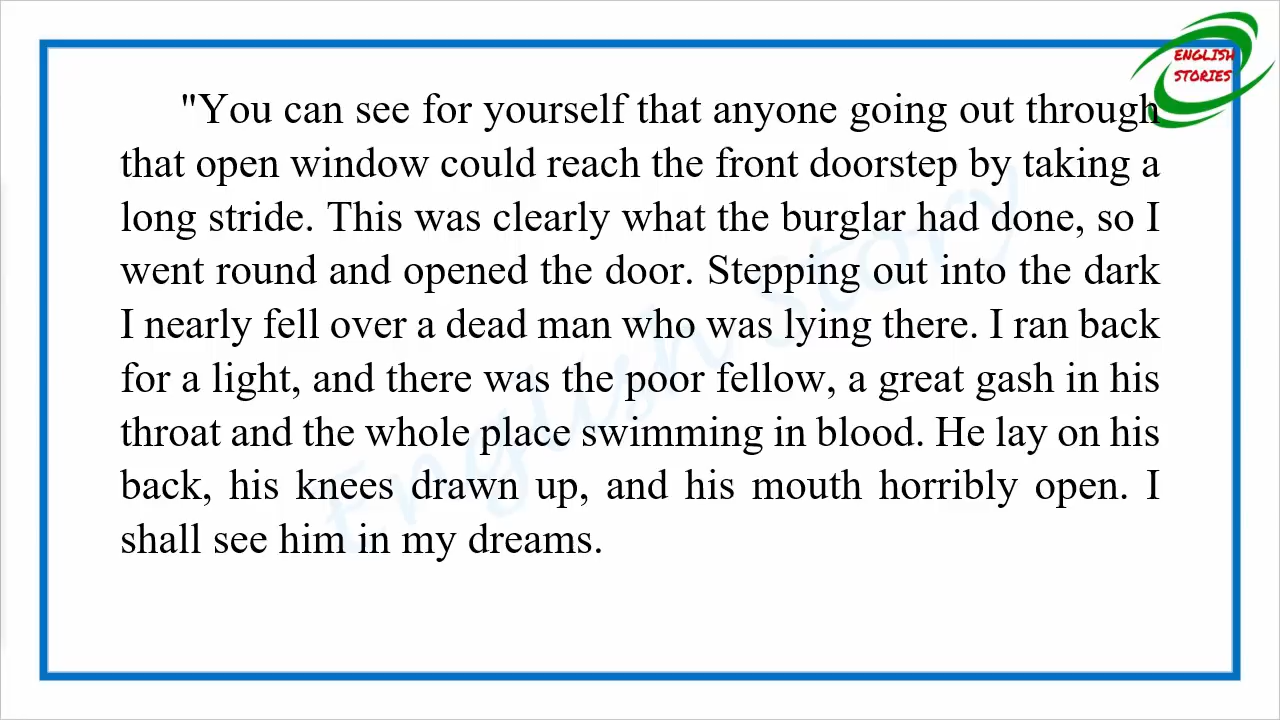 ENGLISH
STORIES
"You can see for yourself that anyone going out through
that open window could reach the front doorstep by taking a
long stride. This was clearly what the burglar had done, so I
went round and opened the door. Stepping out into the dark
I nearly fell over a dead man who was lying there. I ran back
for a light, and there was the poor fellow, a great gash in his
throat and the whole place swimming in blood. He lay on his
back, his knees drawn up, and his mouth horribly open. I
shall see him in my dreams.
English Story